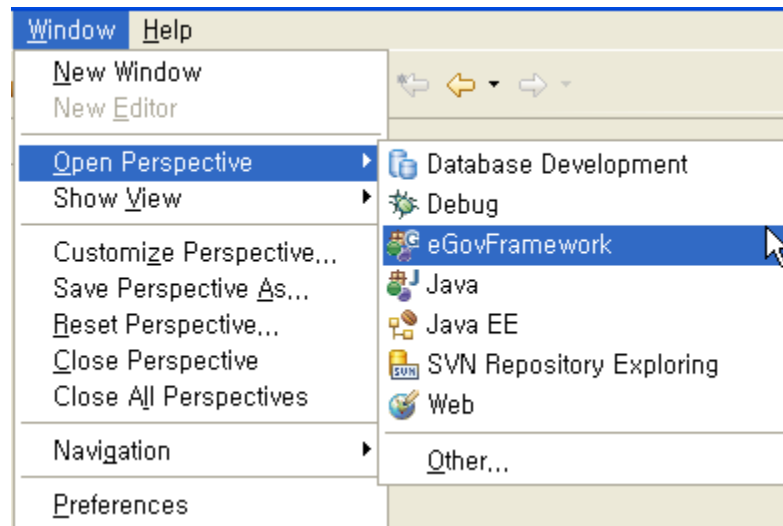 Window Help
New Window
New Editor
Open Perspective
Show View
Customize Perspective...
Save Perspective As...
Reset Perspective...
Close Perspective
Close All Perspectives
Navigation
Preferences
Database Development
Debug
eGovFramework
Java
Java EE
SVN Repository Exploring
Web
Other...